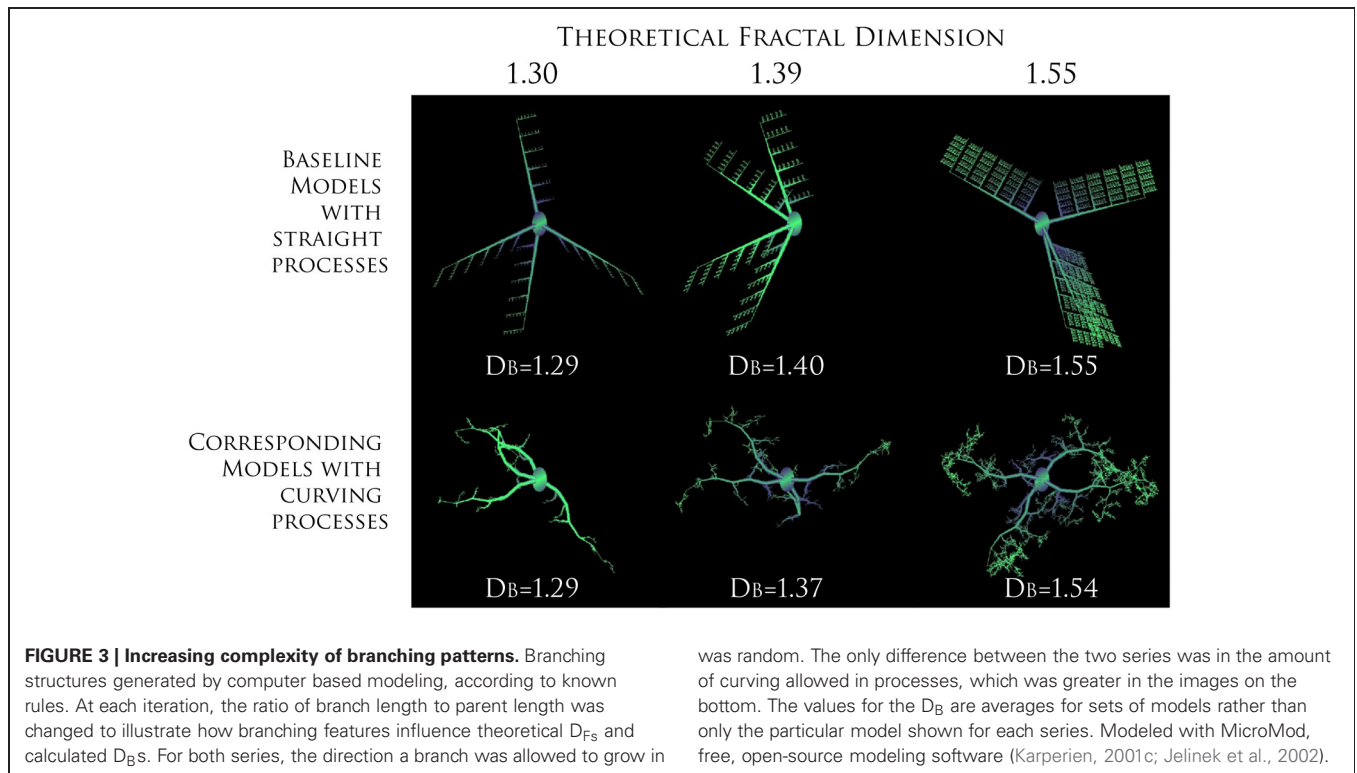 THEORETICAL FRACTAL DIMENSION
1.30 1.39 1.55
BASELINE
MODELS
WITH
STRAIGHT
PROCESSES
DB=1.29 DB=1.40 DB=1.55
CORRESPONDING
MODELS WITH
CURVING
PROCESSES
DB=1.29 DB=1.37 DB=1.54
FIGURE 3 | Increasing complexity of branching patterns. Branching
structures generated by computer based modeling, according to known
rules. At each iteration, the ratio of branch length to parent length was
changed to illustrate how branching features influence theoretical DFs and
calculated DBs. For both series, the direction a branch was allowed to grow in
was random. The only difference between the two series was in the amount
of curving allowed in processes, which was greater in the images on the
bottom. The values for the DB are averages for sets of models rather than
only the particular model shown for each series. Modeled with MicroMod,
free, open-source modeling software (Karperien, 2001c; Jelinek et al., 2002).